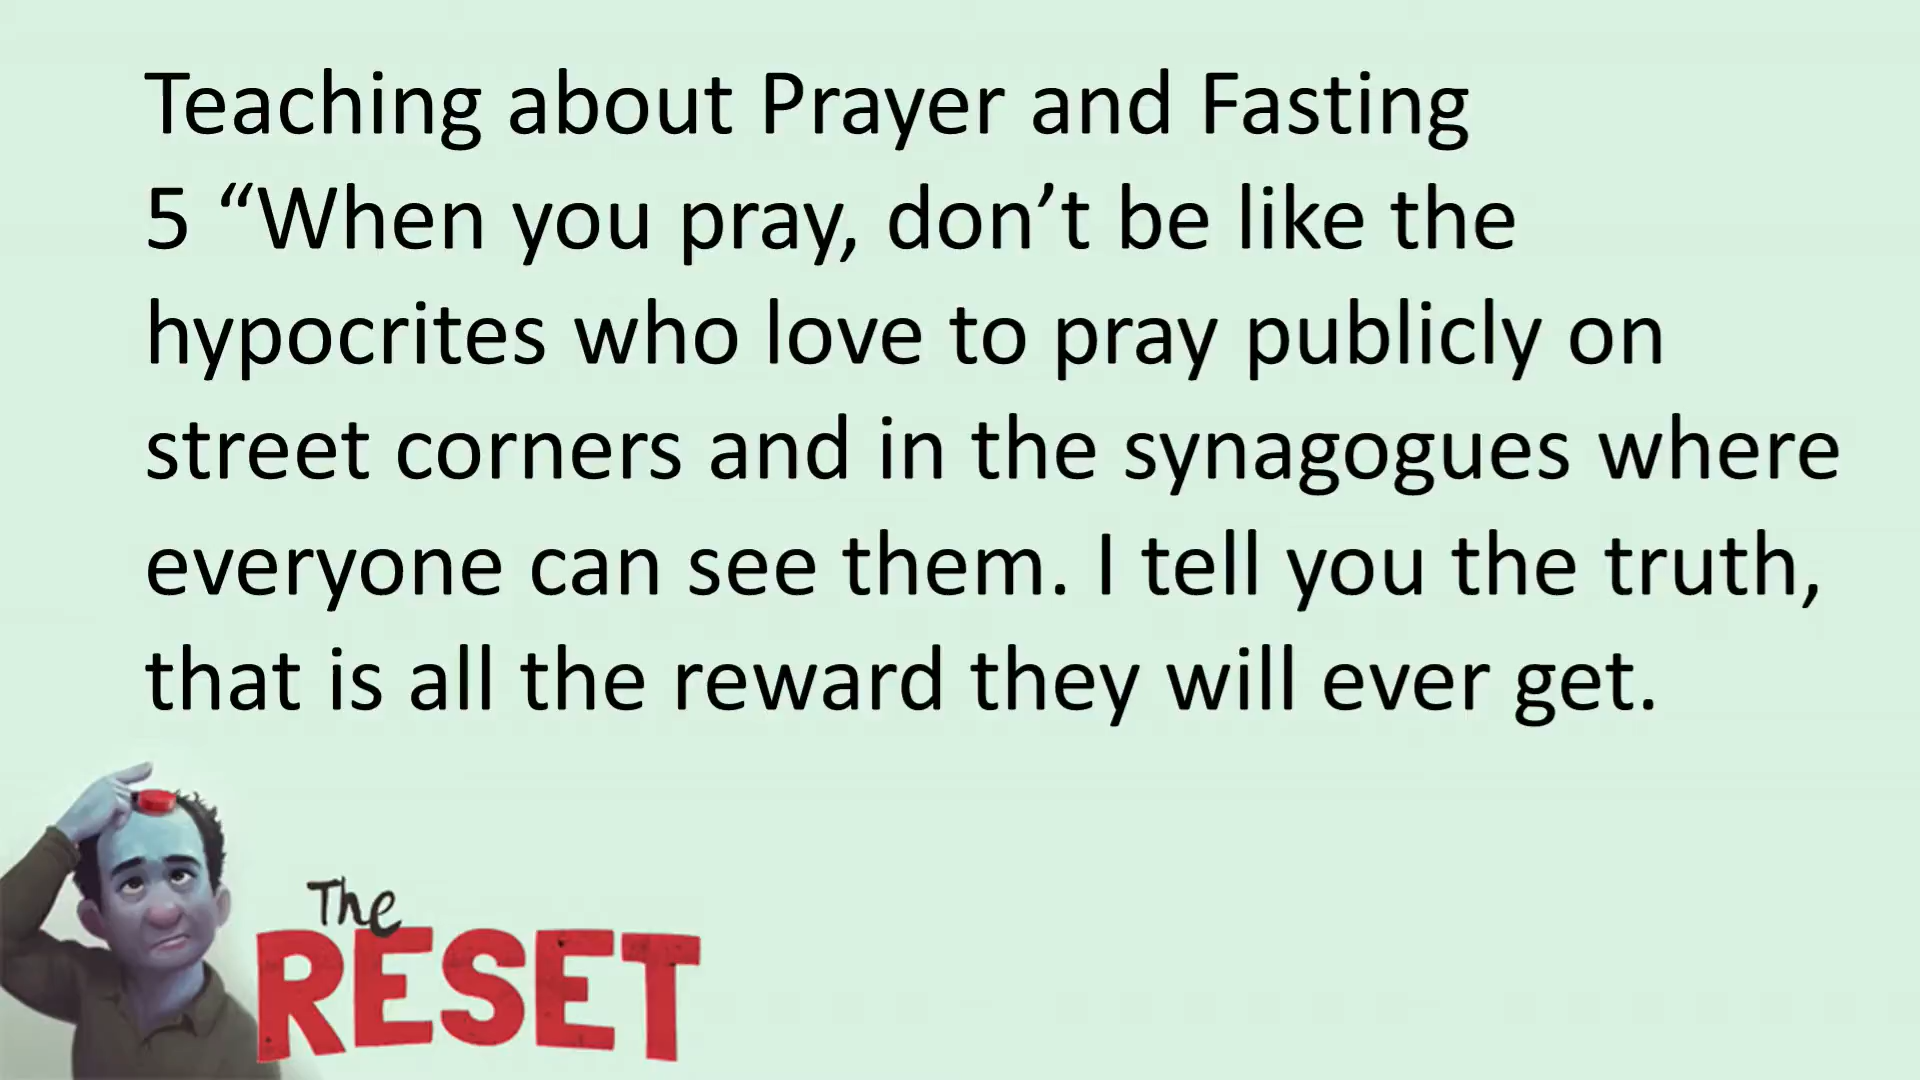 Teaching about Prayer and Fasting
5 “When you pray, don’t be like the
hypocrites who love to pray publicly on
street corners and in the synagogues where
everyone can see them. I tell you the truth,
that is all the reward they will ever get.
The
RESET